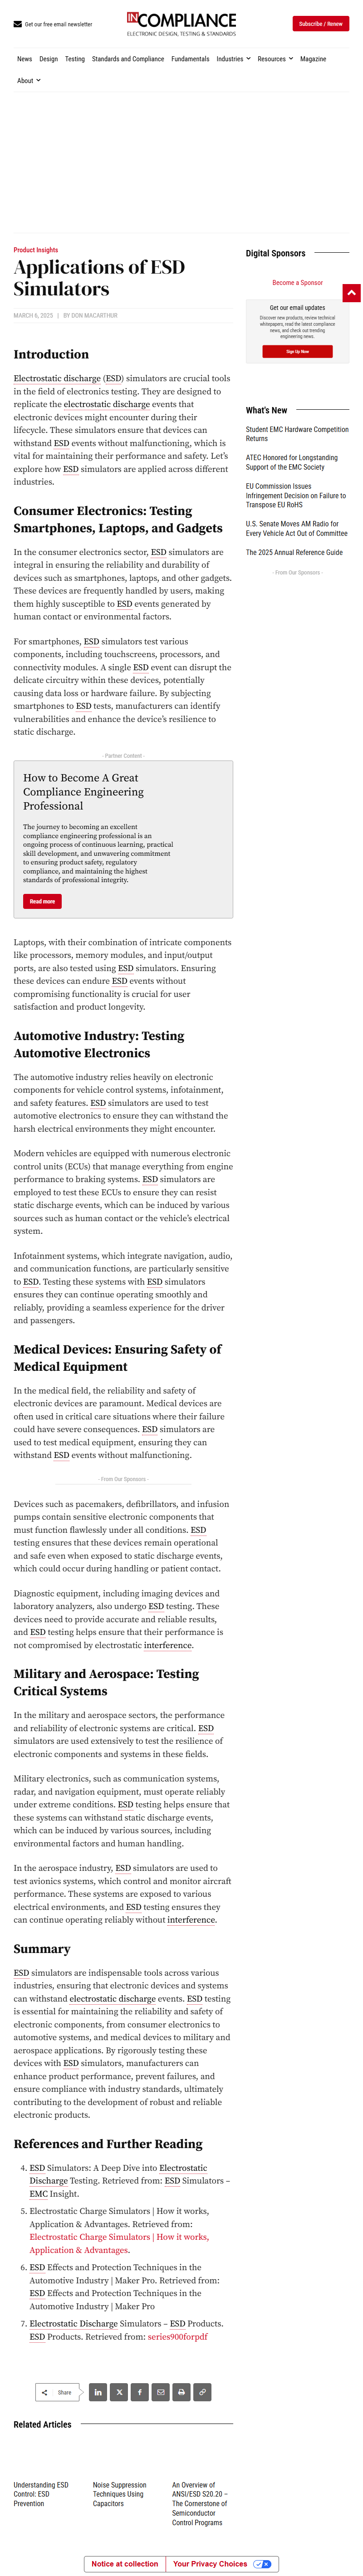 Get our free email newsletter
INCOMPLIANCE
ELECTRONIC DESIGN, TESTING & STANDARDS
Subscribe / Renew
News Design Testing Standards and Compliance Fundamentals Industries Resources Magazine
About
Product Insights
Applications of ESD
Simulators
MARCH 6, 2025 | BY DON MACARTHUR
Introduction
Electrostatic discharge (ESD) simulators are crucial tools
in the field of electronics testing. They are designed to
replicate the electrostatic discharge events that
electronic devices might encounter during their
lifecycle. These simulators ensure that devices can
withstand ESD events without malfunctioning, which is
vital for maintaining their performance and safety. Let’s
explore how ESD simulators are applied across different
industries.
Consumer Electronics: Testing
Smartphones, Laptops, and Gadgets
In the consumer electronics sector, ESD simulators are
integral in ensuring the reliability and durability of
devices such as smartphones, laptops, and other gadgets.
These devices are frequently handled by users, making
them highly susceptible to ESD events generated by
human contact or environmental factors.
For smartphones, ESD simulators test various
components, including touchscreens, processors, and
connectivity modules. A single ESD event can disrupt the
delicate circuitry within these devices, potentially
causing data loss or hardware failure. By subjecting
smartphones to ESD tests, manufacturers can identify
vulnerabilities and enhance the device’s resilience to
static discharge.
- Partner Content -
How to Become A Great
Compliance Engineering
Professional
The journey to becoming an excellent
compliance engineering professional is an
ongoing process of continuous learning, practical
skill development, and unwavering commitment
to ensuring product safety, regulatory
compliance, and maintaining the highest
standards of professional integrity.
Read more
Laptops, with their combination of intricate components
like processors, memory modules, and input/output
ports, are also tested using ESD simulators. Ensuring
these devices can endure ESD events without
compromising functionality is crucial for user
satisfaction and product longevity.
Automotive Industry: Testing
Automotive Electronics
The automotive industry relies heavily on electronic
components for vehicle control systems, infotainment,
and safety features. ESD simulators are used to test
automotive electronics to ensure they can withstand the
harsh electrical environments they might encounter.
Modern vehicles are equipped with numerous electronic
control units (ECUs) that manage everything from engine
performance to braking systems. ESD simulators are
employed to test these ECUs to ensure they can resist
static discharge events, which can be induced by various
sources such as human contact or the vehicle’s electrical
system.
Infotainment systems, which integrate navigation, audio,
and communication functions, are particularly sensitive
to ESD. Testing these systems with ESD simulators
ensures they can continue operating smoothly and
reliably, providing a seamless experience for the driver
and passengers.
Medical Devices: Ensuring Safety of
Medical Equipment
In the medical field, the reliability and safety of
electronic devices are paramount. Medical devices are
often used in critical care situations where their failure
could have severe consequences. ESD simulators are
used to test medical equipment, ensuring they can
withstand ESD events without malfunctioning.
- From Our Sponsors -
Devices such as pacemakers, defibrillators, and infusion
pumps contain sensitive electronic components that
must function flawlessly under all conditions. ESD
testing ensures that these devices remain operational
and safe even when exposed to static discharge events,
which could occur during handling or patient contact.
Diagnostic equipment, including imaging devices and
laboratory analyzers, also undergo ESD testing. These
devices need to provide accurate and reliable results,
and ESD testing helps ensure that their performance is
not compromised by electrostatic interference.
Military and Aerospace: Testing
Critical Systems
In the military and aerospace sectors, the performance
and reliability of electronic systems are critical. ESD
simulators are used extensively to test the resilience of
electronic components and systems in these fields.
Military electronics, such as communication systems,
radar, and navigation equipment, must operate reliably
under extreme conditions. ESD testing helps ensure that
these systems can withstand static discharge events,
which can be induced by various sources, including
environmental factors and human handling.
In the aerospace industry, ESD simulators are used to
test avionics systems, which control and monitor aircraft
performance. These systems are exposed to various
electrical environments, and ESD testing ensures they
can continue operating reliably without interference.
Summary
ESD simulators are indispensable tools across various
industries, ensuring that electronic devices and systems
can withstand electrostatic discharge events. ESD testing
is essential for maintaining the reliability and safety of
electronic components, from consumer electronics to
automotive systems, and medical devices to military and
aerospace applications. By rigorously testing these
devices with ESD simulators, manufacturers can
enhance product performance, prevent failures, and
ensure compliance with industry standards, ultimately
contributing to the development of robust and reliable
electronic products.
References and Further Reading
4. ESD Simulators: A Deep Dive into Electrostatic
Discharge Testing. Retrieved from: ESD Simulators –
EMC Insight.
5. Electrostatic Charge Simulators | How it works,
Application & Advantages. Retrieved from:
Electrostatic Charge Simulators | How it works,
Application & Advantages.
6. ESD Effects and Protection Techniques in the
Automotive Industry | Maker Pro. Retrieved from:
ESD Effects and Protection Techniques in the
Automotive Industry | Maker Pro
7. Electrostatic Discharge Simulators – ESD Products.
ESD Products. Retrieved from: series900forpdf
Share
Related Articles
Understanding ESD
Control: ESD
Prevention
Noise Suppression
Techniques Using
Capacitors
An Overview of
ANSI/ESD S20.20 –
The Cornerstone of
Semiconductor
Control Programs
Digital Sponsors
Become a Sponsor
Get our email updates
Discover new products, review technical
whitepapers, read the latest compliance
news, and check out trending
engineering news.
Sign Up Now
What's New
Student EMC Hardware Competition
Returns
ATEC Honored for Longstanding
Support of the EMC Society
EU Commission Issues
Infringement Decision on Failure to
Transpose EU RoHS
U.S. Senate Moves AM Radio for
Every Vehicle Act Out of Committee
The 2025 Annual Reference Guide
- From Our Sponsors -
Notice at collection
Your Privacy Choices